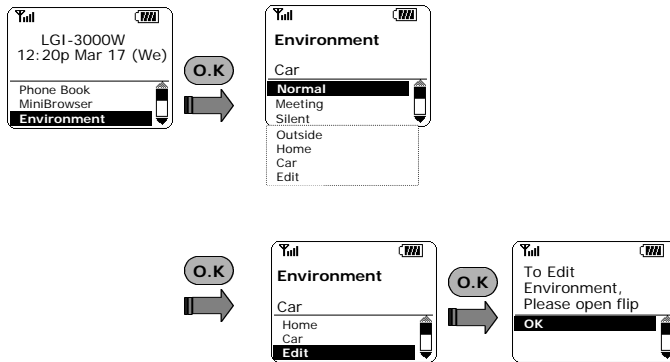 LGI-3000W
12:20p Mar 17 (We)
Phone Book
MiniBrowser
Environment
O.K
Environment
Car
Normal
Meeting
Silent
Outside
Home
Car
Edit
O.K
Environment
Car
Home
Car
Edit
O.K
To Edit
Environment,
Please open flip
OK